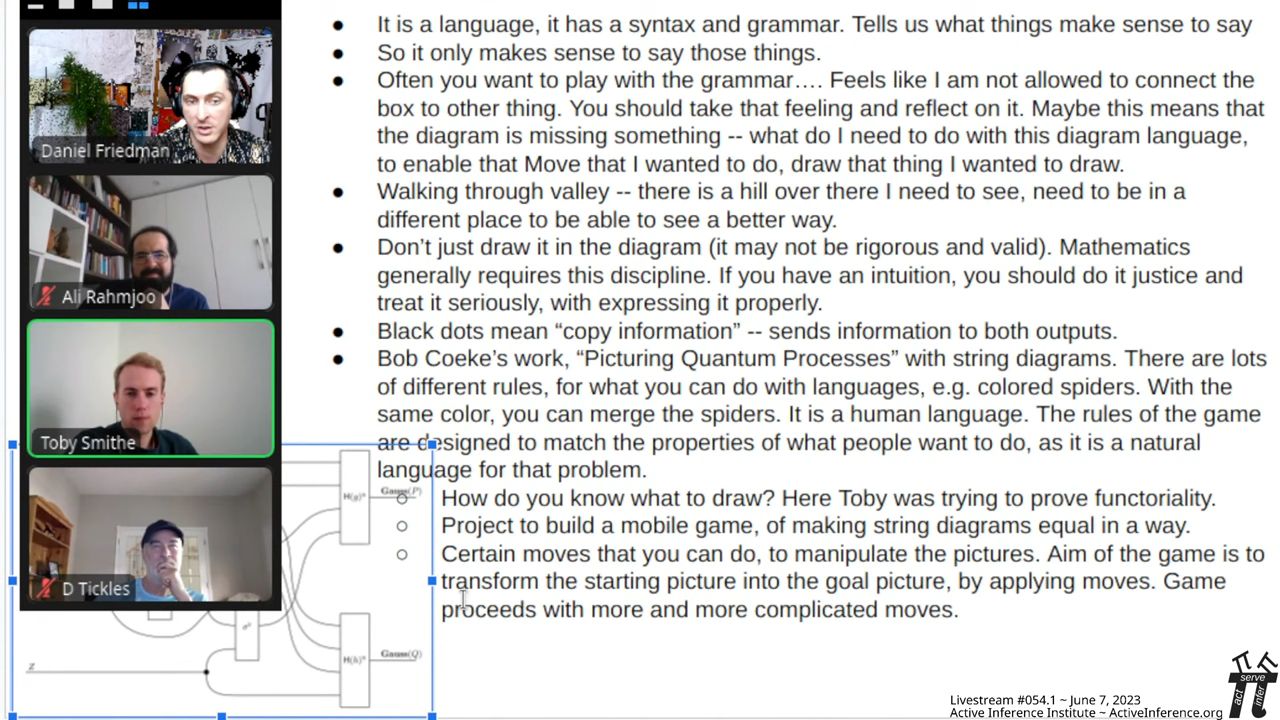 ● It is a language, it has a syntax and grammar. Tells us what things make sense to say
● So it only makes sense to say those things.
● Often you want to play with the grammar…. Feels like I am not allowed to connect the
box to other thing. You should take that feeling and reflect on it. Maybe this means that
the diagram is missing something -- what do I need to do with this diagram language,
to enable that Move that I wanted to do, draw that thing I wanted to draw.
● Walking through valley -- there is a hill over there I need to see, need to be in a
different place to be able to see a better way.
● Don’t just draw it in the diagram (it may not be rigorous and valid). Mathematics
generally requires this discipline. If you have an intuition, you should do it justice and
treat it seriously, with expressing it properly.
● Black dots mean “copy information” -- sends information to both outputs.
● Bob Coeke’s work, “Picturing Quantum Processes” with string diagrams. There are lots
of different rules, for what you can do with languages, e.g. colored spiders. With the
same color, you can merge the spiders. It is a human language. The rules of the game
are designed to match the properties of what people want to do, as it is a natural
language for that problem.
○ How do you know what to draw? Here Toby was trying to prove functoriality.
○ Project to build a mobile game, of making string diagrams equal in a way.
○ Certain moves that you can do, to manipulate the pictures. Aim of the game is to
transform the starting picture into the goal picture, by applying moves. Game
proceeds with more and more complicated moves.
Daniel Friedman
Ali Rahmjoo
Toby Smithe
D Tickles
Gauss(P)
Gauss(Q)
Z
act
serve
infer
Livestream #054.1 ~ June 7, 2023
Active Inference Institute ~ ActiveInference.org